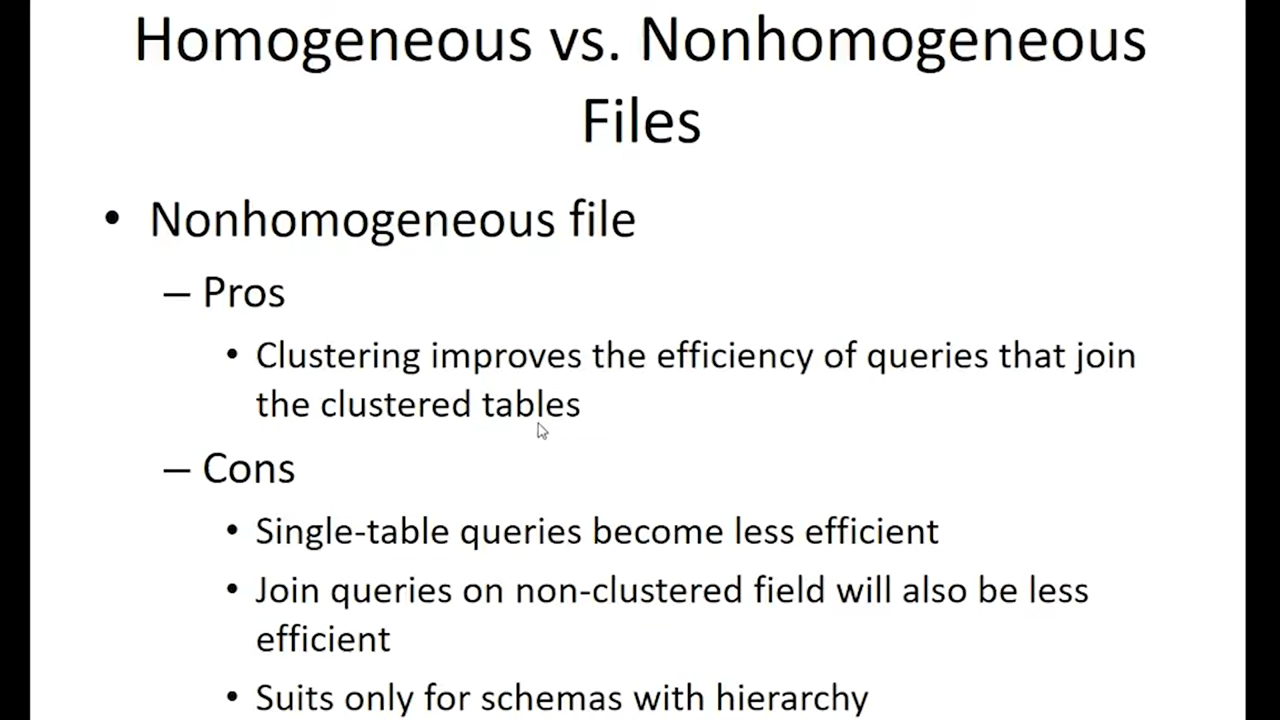 Homogeneous vs. Nonhomogeneous
Files
• Nonhomogeneous file
– Pros
• Clustering improves the efficiency of queries that join
the clustered tables
– Cons
• Single-table queries become less efficient
• Join queries on non-clustered field will also be less
efficient
• Suits only for schemas with hierarchy